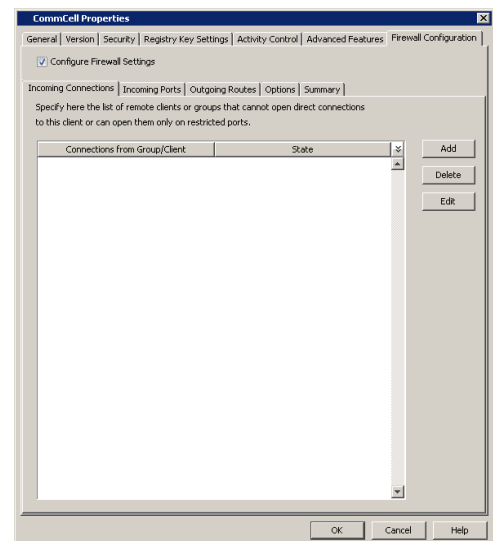 CommCell Properties
General Version Security Registry Key Settings Activity Control Advanced Features Firewall Configuration
Configure Firewall Settings
Incoming Connections Incoming Ports Outgoing Routes Options Summary
Specify here the list of remote clients or groups that cannot open direct connections
to this client or can open them only on restricted ports.
Connections from Group/Client State
Add
Delete
Edit
OK Cancel Help